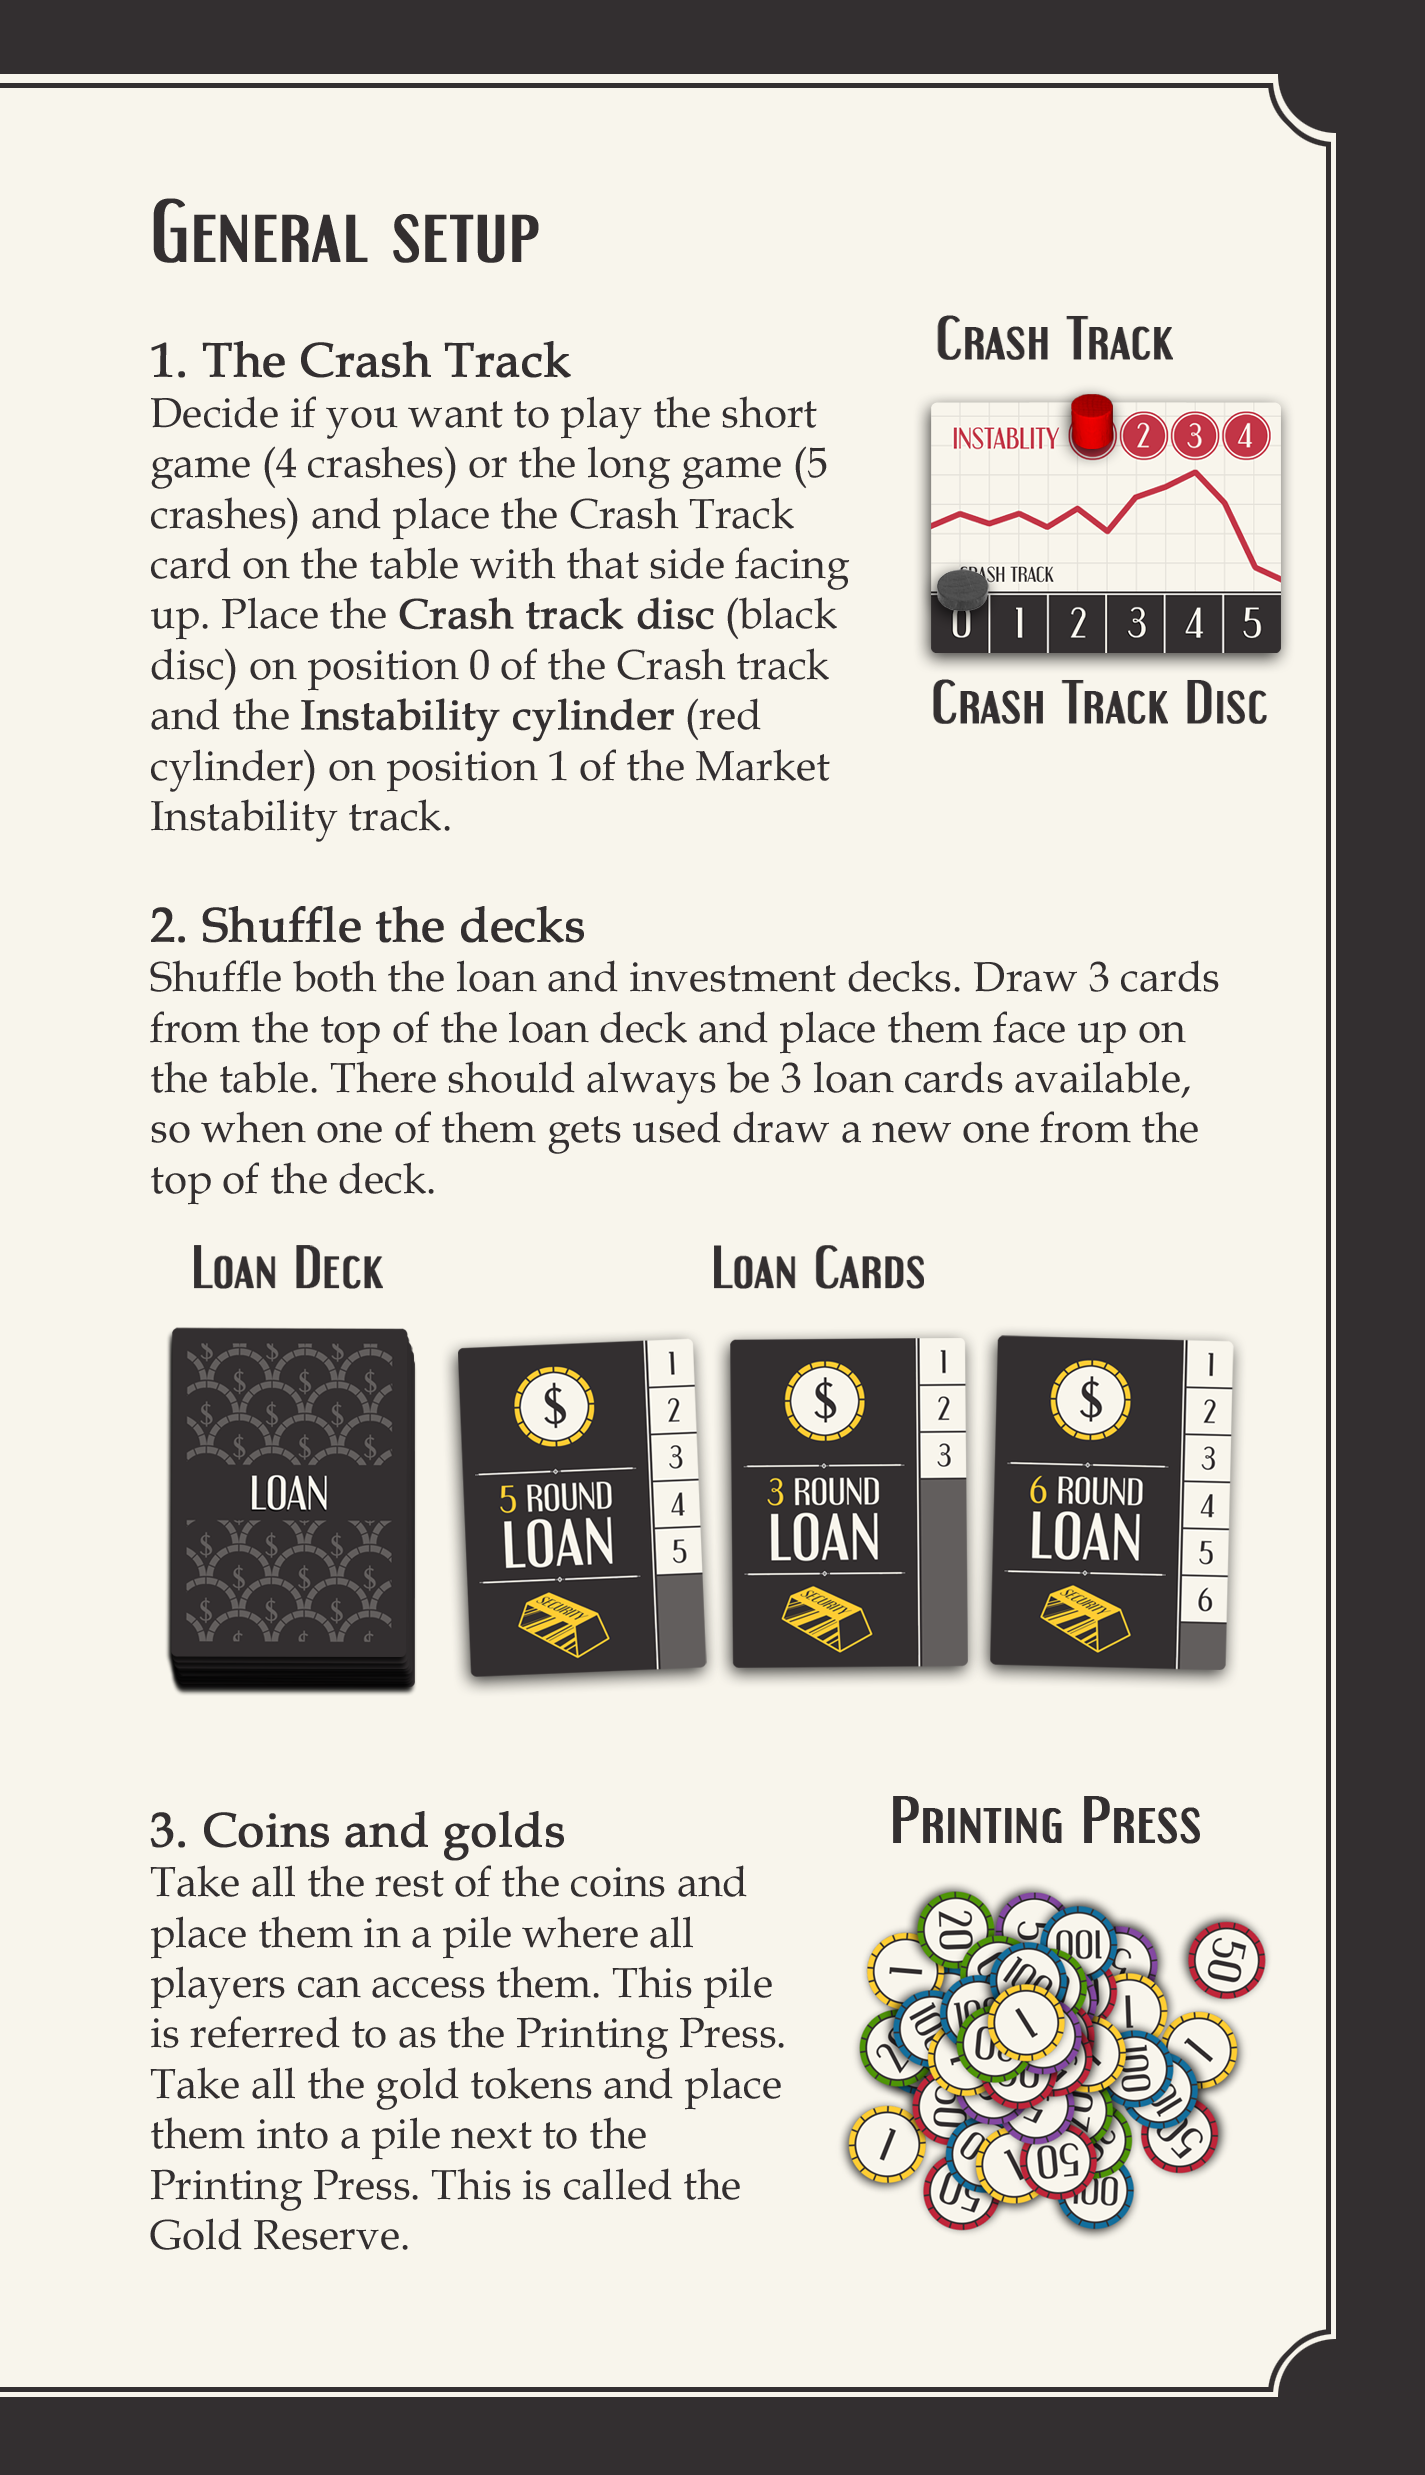 General setup
1. The Crash Track
Decide if you want to play the short
game (4 crashes) or the long game (5
crashes) and place the Crash Track
card on the table with that side facing
up. Place the Crash track disc (black
disc) on position 0 of the Crash track
and the Instability cylinder (red
cylinder) on position 1 of the Market
Instability track.
Crash Track
INSTABLITY 2 3 4
CRASH TRACK
0 1 2 3 4 5
Crash Track Disc
2. Shuffle the decks
Shuffle both the loan and investment decks. Draw 3 cards
from the top of the loan deck and place them face up on
the table. There should always be 3 loan cards available,
so when one of them gets used draw a new one from the
top of the deck.
Loan Deck
LOAN
Loan Cards
$
5 ROUND
LOAN
SECURITY
1
2
3
4
5
$
3 ROUND
LOAN
SECURITY
1
2
3
$
6 ROUND
LOAN
SECURITY
1
2
3
4
5
6
3. Coins and golds
Take all the rest of the coins and
place them in a pile where all
players can access them. This pile
is referred to as the Printing Press.
Take all the gold tokens and place
them into a pile next to the
Printing Press. This is called the
Gold Reserve.
Printing Press
20
5
100
50
1
100
1
1
1
100
1
50
1
50
50
100